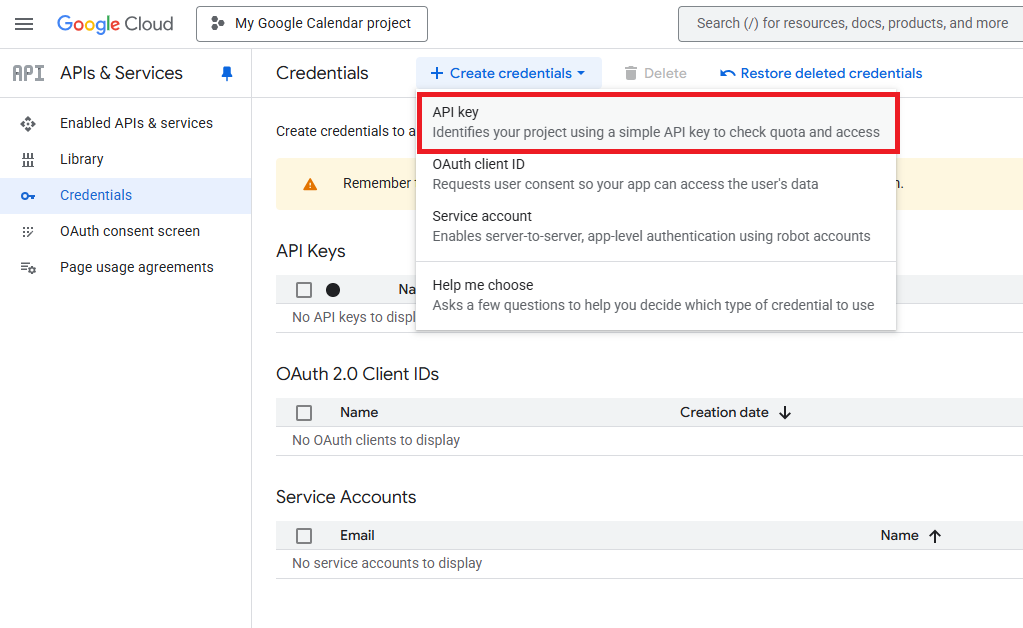 Google Cloud
My Google Calendar project
Search (/) for resources, docs, products, and more
API APIs & Services
Credentials
Create credentials
Delete
Restore deleted credentials
Enabled APIs & services
Library
Credentials
OAuth consent screen
Page usage agreements
API key
Identifies your project using a simple API key to check quota and access
OAuth client ID
Requests user consent so your app can access the user's data
Service account
Enables server-to-server, app-level authentication using robot accounts
Help me choose
Asks a few questions to help you decide which type of credential to use
Create credentials to a
Remember
n.
API Keys
Na
No API keys to displ
OAuth 2.0 Client IDs
Name
Creation date
No OAuth clients to display
Service Accounts
Email
Name
No service accounts to display